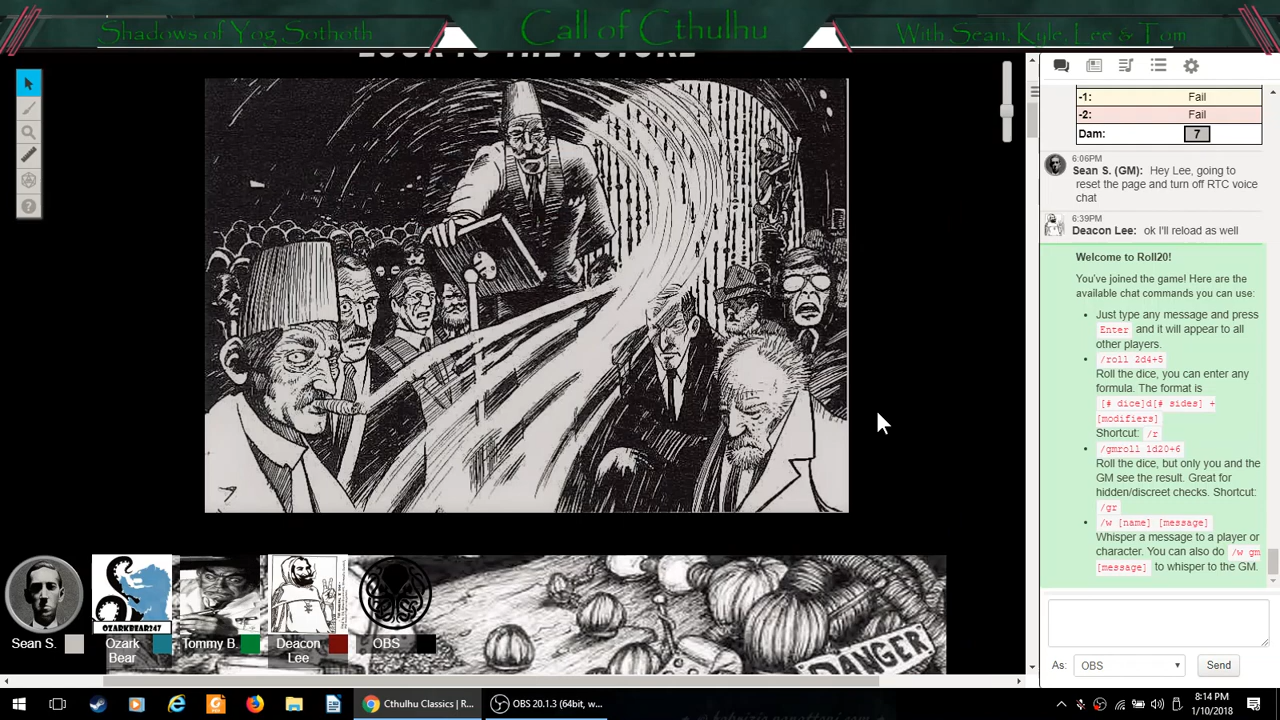 Shadows of Yog Sothoth
Call of Cthulhu
With Sean, Kyle, Lee & Tom
LOOK TO THE FUTURE
-1: Fail
-2: Fail
Dam: 7
6:06PM
Sean S. (GM): Hey Lee, going to
reset the page and turn off RTC voice
chat
6:39PM
Deacon Lee: ok I'll reload as well
Welcome to Roll20!
You've joined the game! Here are the
available chat commands you can use:
Just type any message and press
Enter and it will appear to all
other players.
/roll 2d4+5
Roll the dice, you can enter any
formula. The format is
[# dice]d[# sides] +
[modifiers]
Shortcut: /r
/gmroll 1d20+6
Roll the dice, but only you and the
GM see the result. Great for
hidden/discreet checks. Shortcut:
/gr
/w [name] [message]
Whisper a message to a player or
character. You can also do /w gm
[message] to whisper to the GM.
OZARKBEAR247
Sean S.
Ozark
Bear
Tommy B.
Deacon
Lee
OBS
DANGER
As: OBS
Send
Cthulhu Classics | R...
OBS 20.1.3 (64bit, w...
8:14 PM
1/10/2018